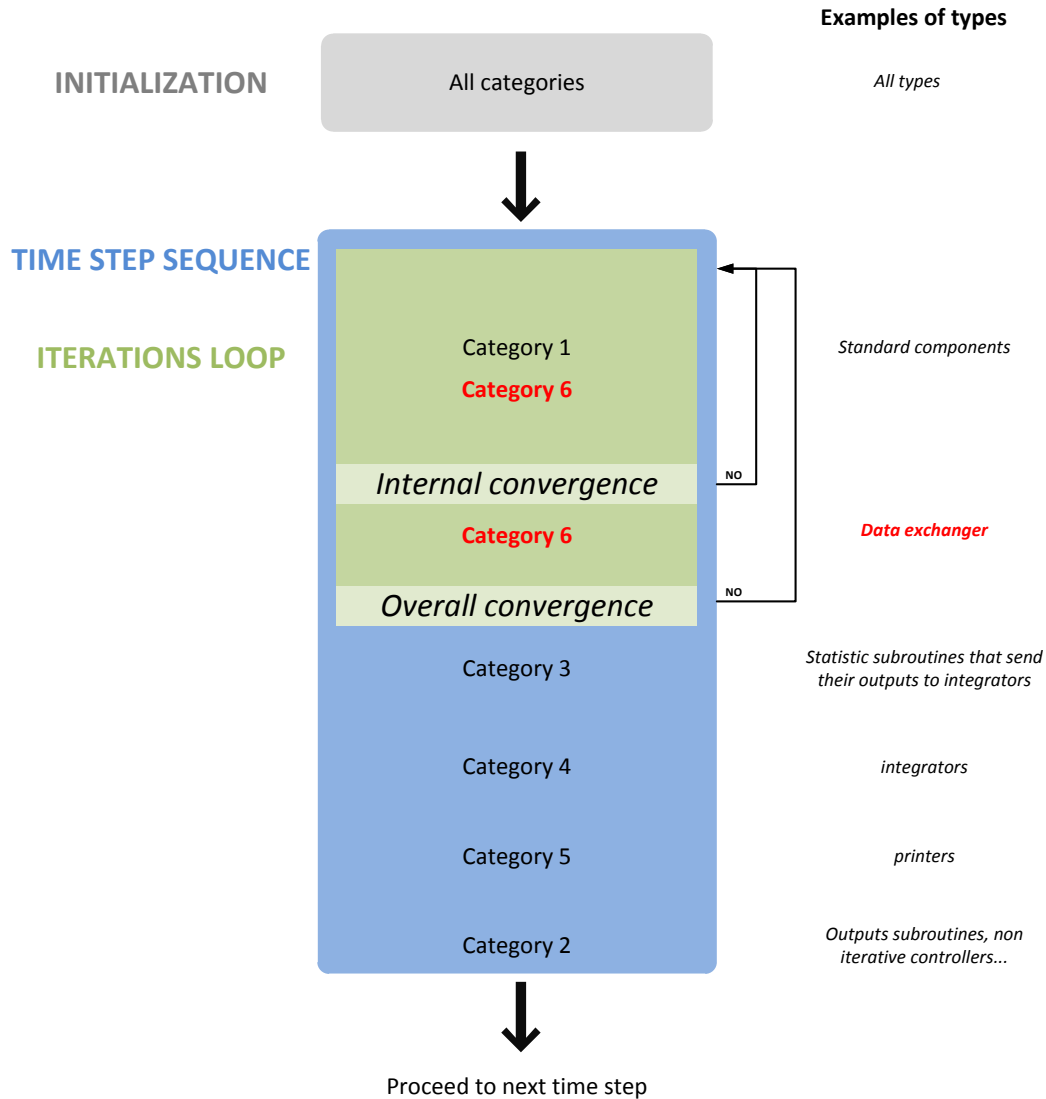 Examples of types
INITIALIZATION
All categories
All types
TIME STEP SEQUENCE
ITERATIONS LOOP
Category 1
Standard components
Category 6
Internal convergence
NO
Category 6
Data exchanger
Overall convergence
NO
Category 3
Statistic subroutines that send
their outputs to integrators
Category 4
integrators
Category 5
printers
Category 2
Outputs subroutines, non
iterative controllers...
Proceed to next time step